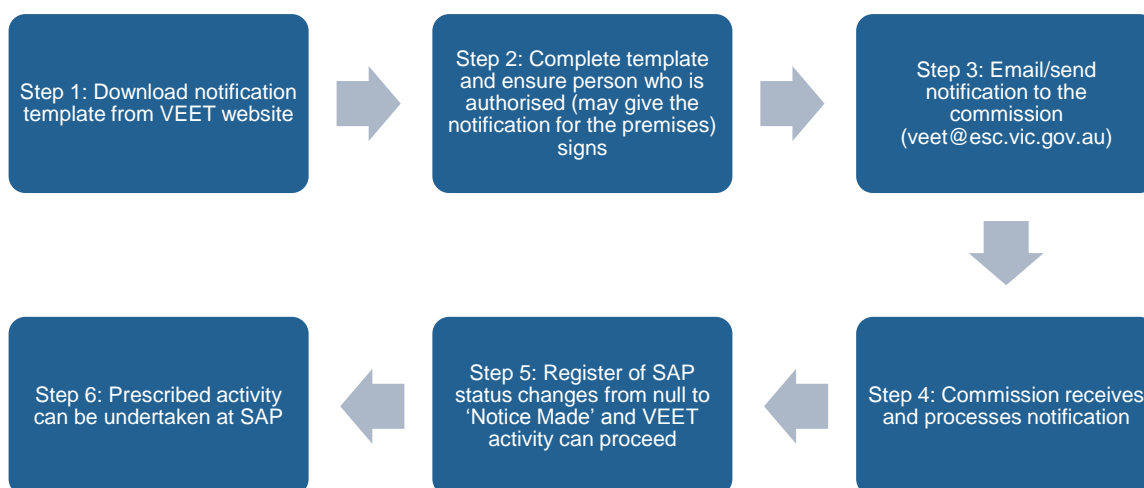 Step 1: Download notification
template from VEET website
Step 2: Complete template
and ensure person who is
authorised (may give the
notification for the premises)
signs
Step 3: Email/send
notification to the
commission
(veet@esc.vic.gov.au)
Step 4: Commission receives
and processes notification
Step 5: Register of SAP
status changes from null to
‘Notice Made’ and VEET
activity can proceed
Step 6: Prescribed activity
can be undertaken at SAP